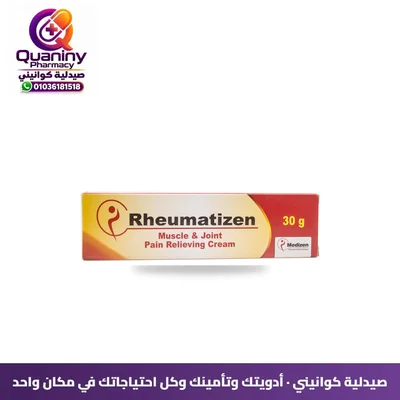 Quaniny
Pharmacy
صيدلية كوانيني
01036181518
Rheumatizen
Muscle & Joint
Pain Relieving Cream
30 g
Medizen
صيدلية كوانيني - أدويتك وتأمينك وكل احتياجاتك في مكان واحد